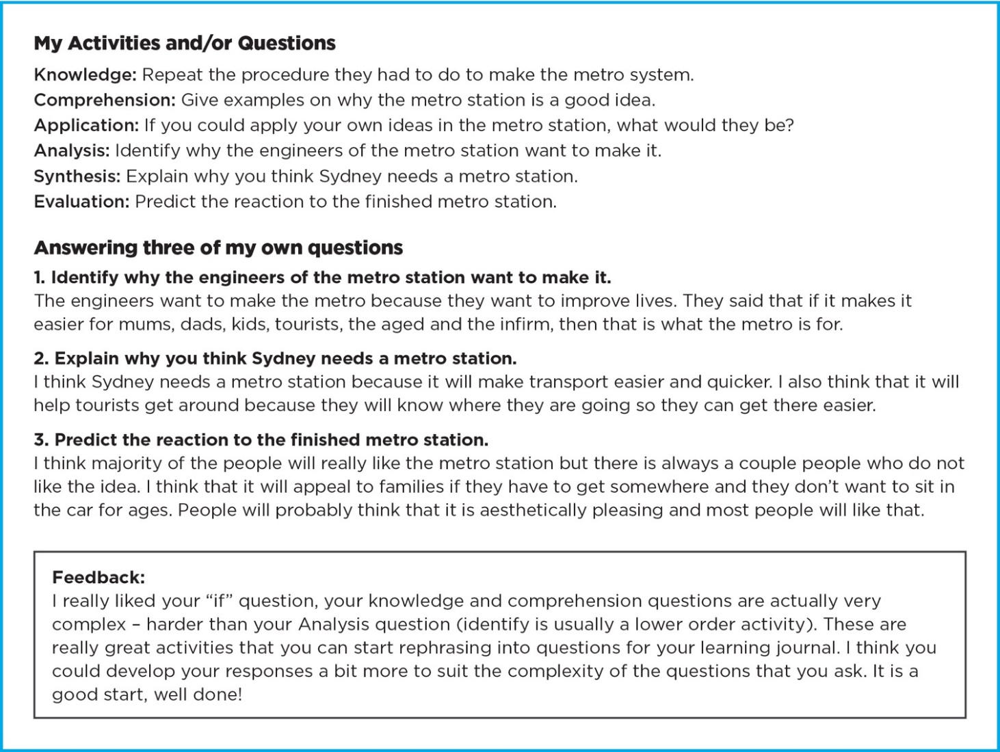 My Activities and/or Questions
Knowledge: Repeat the procedure they had to do to make the metro system.
Comprehension: Give examples on why the metro station is a good idea.
Application: If you could apply your own ideas in the metro station, what would they be?
Analysis: Identify why the engineers of the metro station want to make it.
Synthesis: Explain why you think Sydney needs a metro station.
Evaluation: Predict the reaction to the finished metro station.
Answering three of my own questions
1. Identify why the engineers of the metro station want to make it.
The engineers want to make the metro because they want to improve lives. They said that if it makes it
easier for mums, dads, kids, tourists, the aged and the infirm, then that is what the metro is for.
2. Explain why you think Sydney needs a metro station.
I think Sydney needs a metro station because it will make transport easier and quicker. I also think that it will
help tourists get around because they will know where they are going so they can get there easier.
3. Predict the reaction to the finished metro station.
I think majority of the people will really like the metro station but there is always a couple people who do not
like the idea. I think that it will appeal to families if they have to get somewhere and they don’t want to sit in
the car for ages. People will probably think that it is aesthetically pleasing and most people will like that.
Feedback:
I really liked your “if” question, your knowledge and comprehension questions are actually very
complex – harder than your Analysis question (identify is usually a lower order activity). These are
really great activities that you can start rephrasing into questions for your learning journal. I think you
could develop your responses a bit more to suit the complexity of the questions that you ask. It is a
good start, well done!